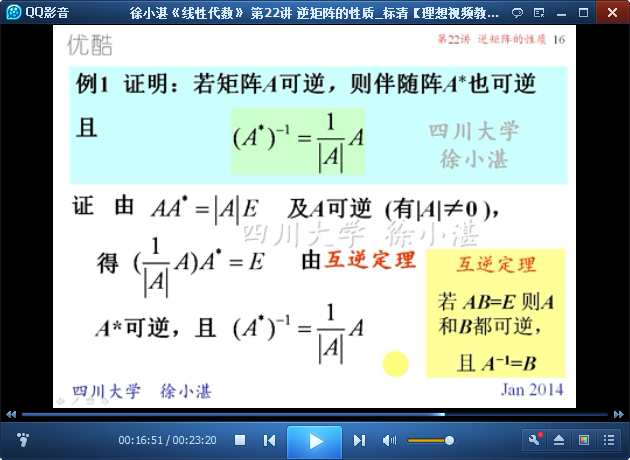 QQ影音
徐小湛《线性代数》 第22讲 逆矩阵的性质_标清【理想视频教...
优酷
第22讲 逆矩阵的性质 16
例1 证明：若矩阵A可逆，则伴随阵A*也可逆
且 (A*)⁻¹ = 1/|A| A
四川大学
徐小湛
证 由 AA* = |A|E 及A可逆 (有|A|≠0 )，
四川大学 徐小湛
得 (1/|A| A)A* = E 由互逆定理
A*可逆，且 (A*)⁻¹ = 1/|A| A
互逆定理
若 AB=E 则A
和B都可逆，
且 A⁻¹=B
四川大学 徐小湛
Jan 2014
00:16:51 / 00:23:20